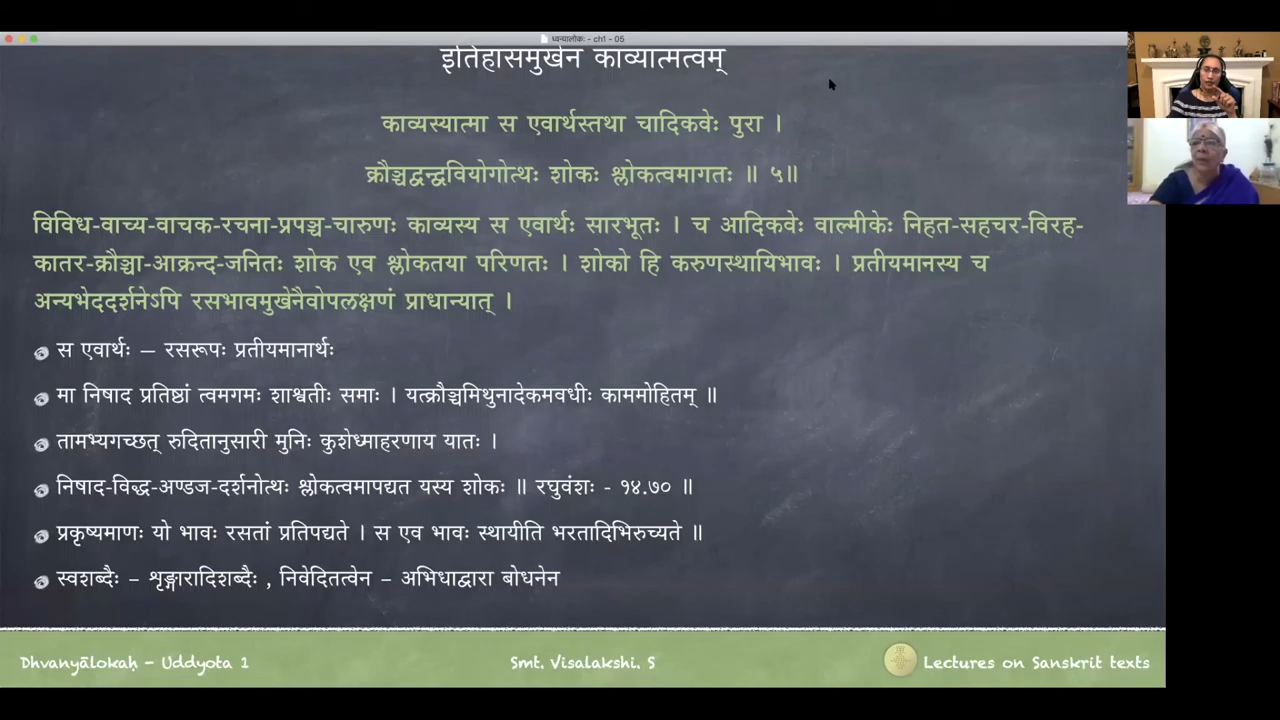 ध्वन्यालोकः - ch1 - 05
इतिहासमुखेन काव्यात्मत्वम्
काव्यस्यात्मा स एवार्थस्तथा चादिकवेः पुरा ।
क्रौञ्चद्वन्द्ववियोगोत्थः शोकः श्लोकत्वमागतः ॥ ५॥
विविध-वाच्य-वाचक-रचना-प्रपञ्च-चारुणः काव्यस्य स एवार्थः सारभूतः । च आदिकवेः वाल्मीकेः निहत-सहचर-विरह-
कातर-क्रौञ्चा-आक्रन्द-जनितः शोक एव श्लोकतया परिणतः । शोको हि करुणस्थायिभावः । प्रतीयमानस्य च
अन्यभेददर्शनेऽपि रसभावमुखेनैवोपलक्षणं प्राधान्यात् ।
स एवार्थः – रसरूपः प्रतीयमानार्थः
मा निषाद प्रतिष्ठां त्वमगमः शाश्वतीः समाः । यत्क्रौञ्चमिथुनादेकमवधीः काममोहितम् ॥
तामभ्यगच्छत् रुदितानुसारी मुनिः कुशेध्माहरणाय यातः ।
निषाद-विद्ध-अण्डज-दर्शनोत्थः श्लोकत्वमापद्यत यस्य शोकः ॥ रघुवंशः - १४.७० ॥
प्रकृष्यमाणः यो भावः रसतां प्रतिपद्यते । स एव भावः स्थायीति भरतादिभिरुच्यते ॥
स्वशब्दैः – शृङ्गारादिशब्दैः , निवेदितत्वेन – अभिधाद्वारा बोधनेन
Dhvanyālokaḥ – Uddyota 1
Smt. Visalakshi. S
Lectures on Sanskrit texts